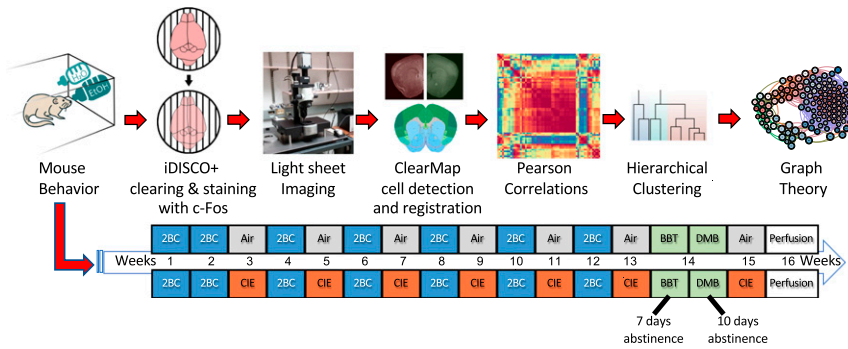 H2O
EtOH
Mouse
Behavior
iDISCO+
clearing & staining
with c-Fos
Light sheet
Imaging
ClearMap
cell detection
and registration
Pearson
Correlations
Hierarchical
Clustering
Graph
Theory
2BC 2BC Air 2BC Air 2BC Air 2BC Air 2BC Air 2BC Air BBT DMB Air Perfusion
Weeks 1 2 3 4 5 6 7 8 9 10 11 12 13 14 15 16 Weeks
2BC 2BC CIE 2BC CIE 2BC CIE 2BC CIE 2BC CIE 2BC CIE BBT DMB CIE Perfusion
7 days
abstinence
10 days
abstinence